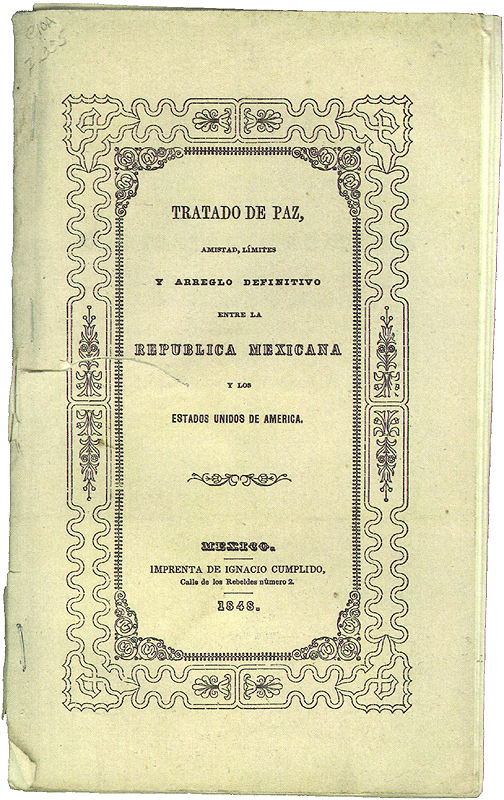 TRATADO DE PAZ,
AMISTAD, LÍMITES
Y ARREGLO DEFINITIVO
ENTRE LA
REPUBLICA MEXICANA
Y LOS
ESTADOS UNIDOS DE AMERICA.
MEXICO.
IMPRENTA DE IGNACIO CUMPLIDO,
Calle de los Rebeldes número 2.
1848.